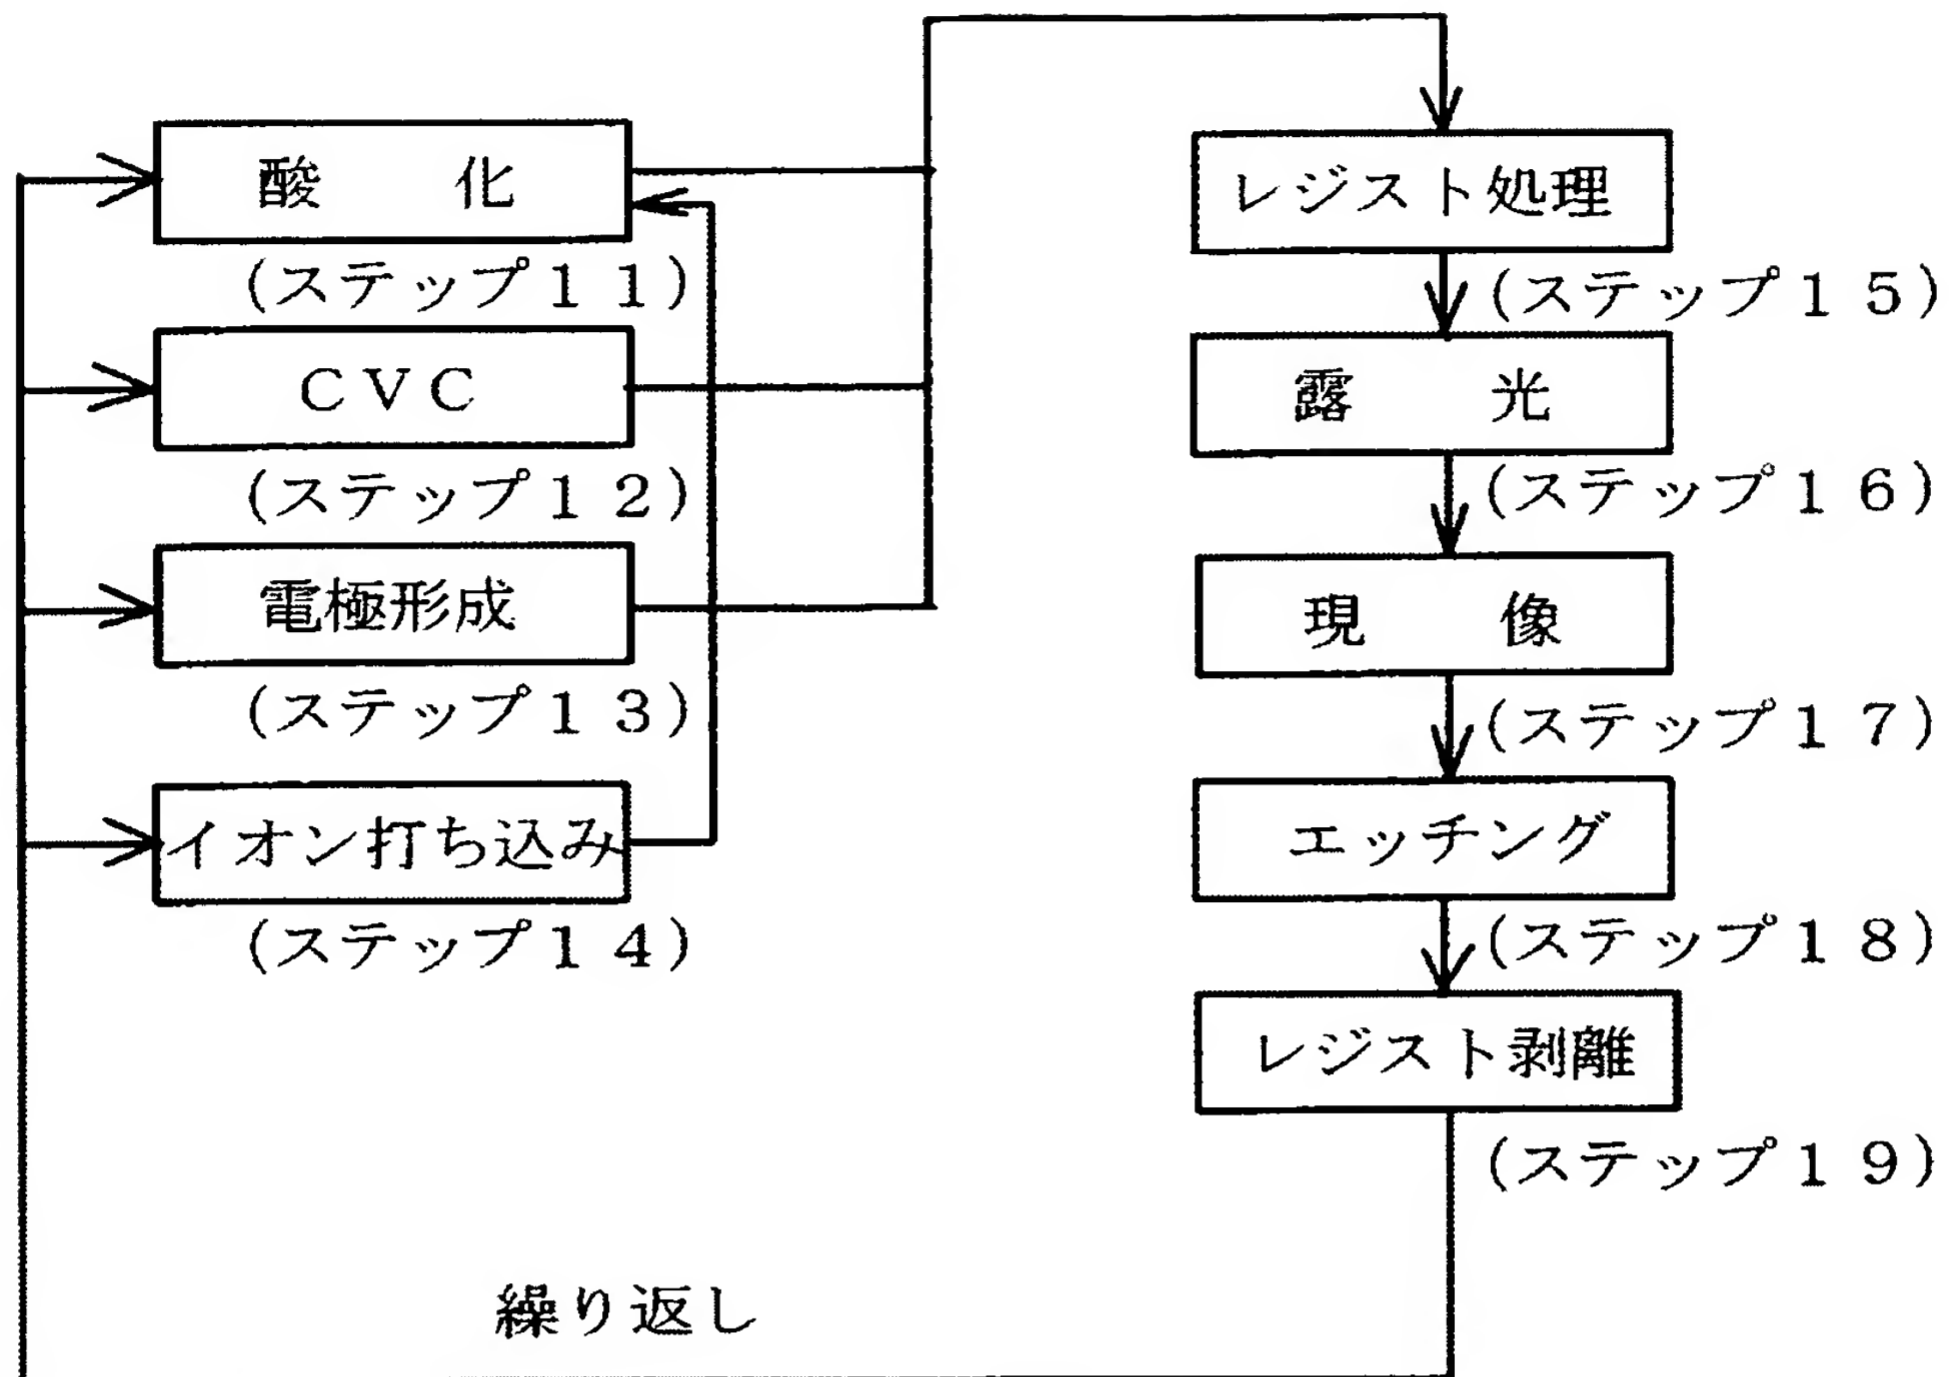 酸　化
(ステップ１１)
ＣＶＣ
(ステップ１２)
電極形成
(ステップ１３)
イオン打ち込み
(ステップ１４)
レジスト処理
(ステップ１５)
露　光
(ステップ１６)
現　像
(ステップ１７)
エッチング
(ステップ１８)
レジスト剥離
(ステップ１９)
繰り返し